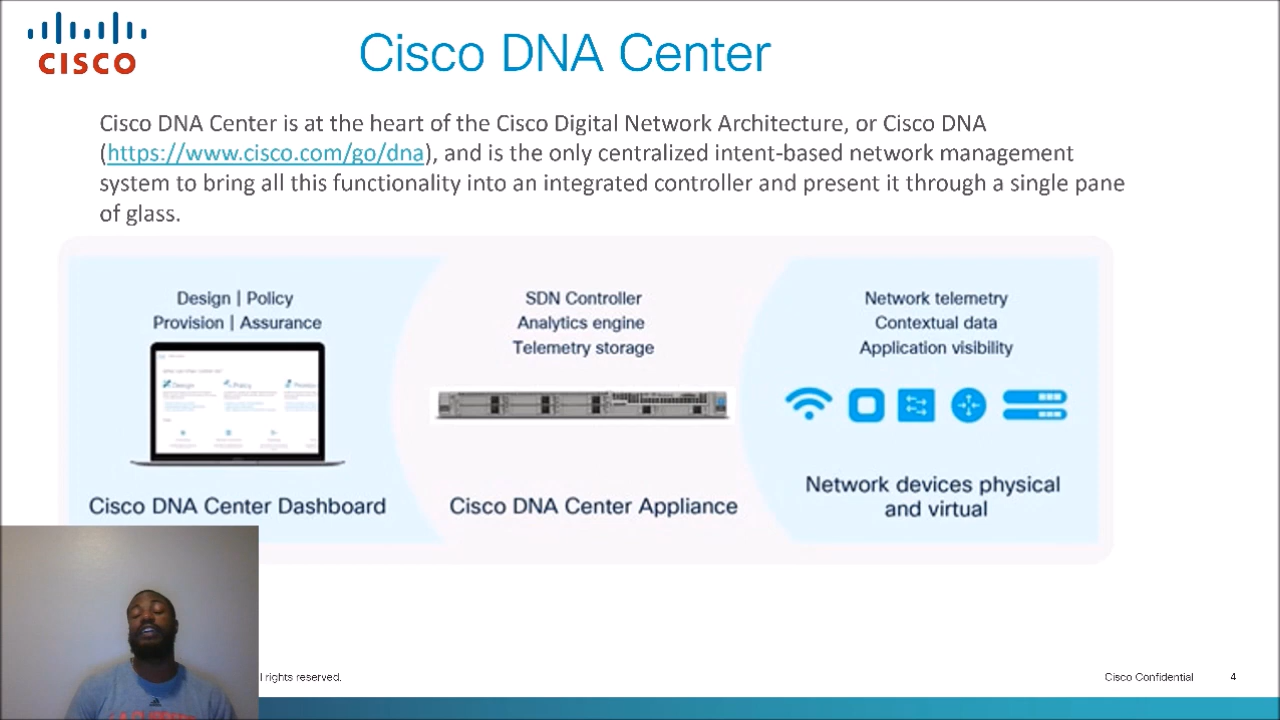 CISCO
Cisco DNA Center
Cisco DNA Center is at the heart of the Cisco Digital Network Architecture, or Cisco DNA
(https://www.cisco.com/go/dna), and is the only centralized intent-based network management
system to bring all this functionality into an integrated controller and present it through a single pane
of glass.
Design | Policy
Provision | Assurance
Design
Policy
Cisco DNA Center Dashboard
SDN Controller
Analytics engine
Telemetry storage
Cisco DNA Center Appliance
Network telemetry
Contextual data
Application visibility
Network devices physical
and virtual
l rights reserved.
Cisco Confidential
4